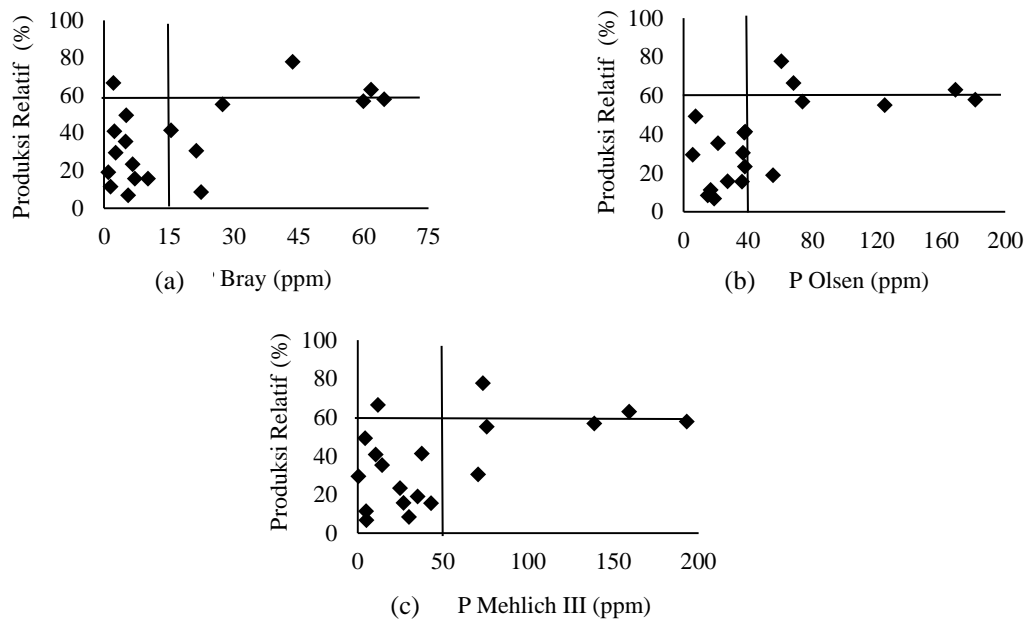 Produksi Relatif (%)
100
80
60
40
20
0
0 15 30 45 60 75
(a) P Bray (ppm)
Produksi Relatif (%)
100
80
60
40
20
0
0 40 80 120 160 200
(b) P Olsen (ppm)
Produksi Relatif (%)
100
80
60
40
20
0
0 50 100 150 200
(c) P Mehlich III (ppm)